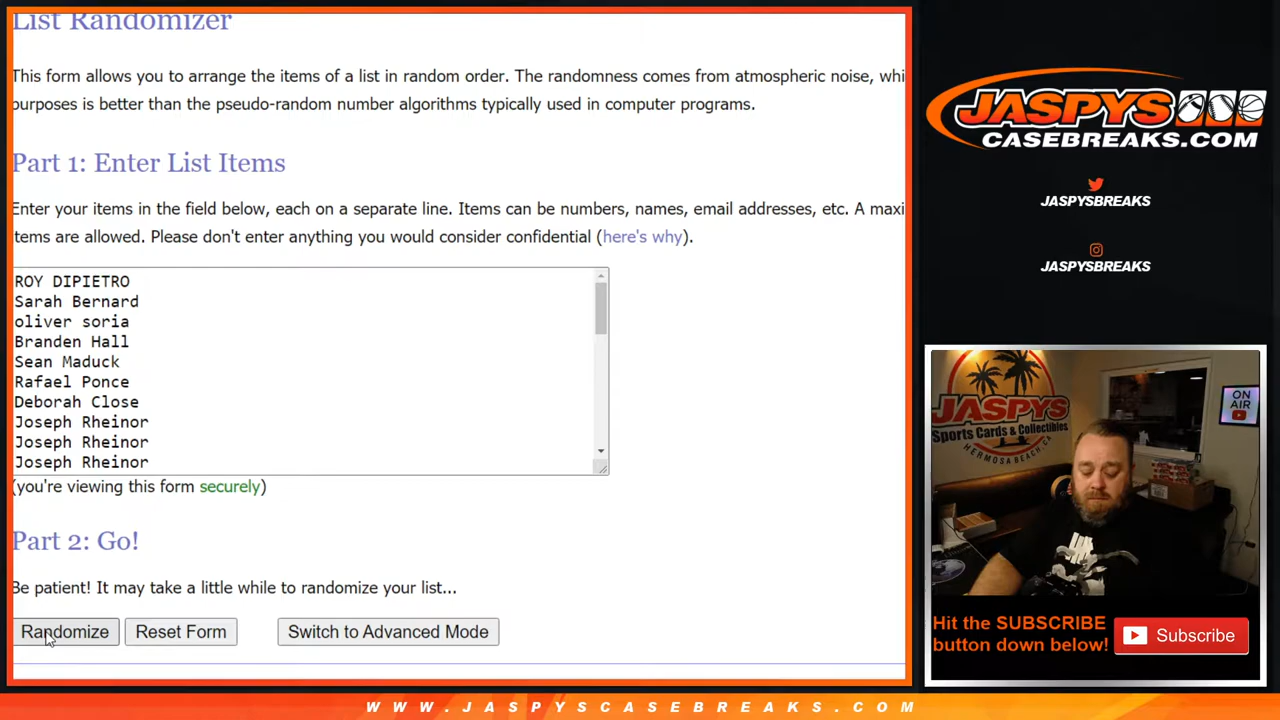 List Randomizer
This form allows you to arrange the items of a list in random order. The randomness comes from atmospheric noise, whi
purposes is better than the pseudo-random number algorithms typically used in computer programs.
Part 1: Enter List Items
Enter your items in the field below, each on a separate line. Items can be numbers, names, email addresses, etc. A maxi
items are allowed. Please don't enter anything you would consider confidential (here's why).
ROY DIPIETRO
Sarah Bernard
oliver soria
Branden Hall
Sean Maduck
Rafael Ponce
Deborah Close
Joseph Rheinor
Joseph Rheinor
Joseph Rheinor
(you're viewing this form securely)
Part 2: Go!
Be patient! It may take a little while to randomize your list...
Randomize
Reset Form
Switch to Advanced Mode
JASPYS
CASEBREAKS.COM
JASPYSBREAKS
JASPYSBREAKS
JASPYS
Sports Cards & Collectibles
HERMOSA BEACH, CA
ON
AIR
Hit the SUBSCRIBE
button down below!
Subscribe
WWW.JASPYSCASEBREAKS.COM